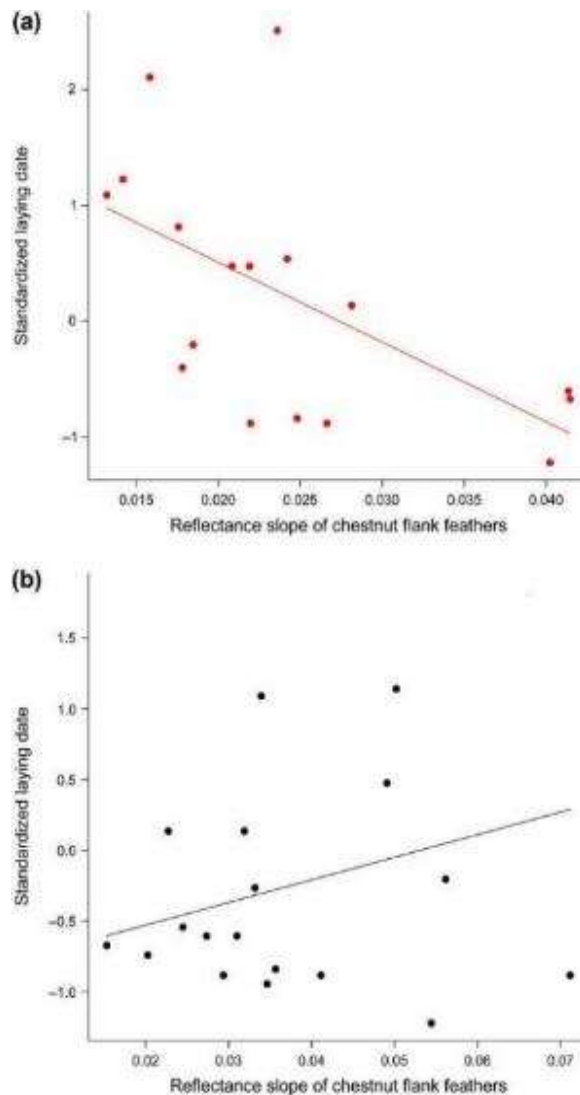 (a)
2
1
0
−1
Standardized laying date
0.015 0.020 0.025 0.030 0.035 0.040
Reflectance slope of chestnut flank feathers
(b)
1.5
1.0
0.5
0.0
−0.5
−1.0
Standardized laying date
0.02 0.03 0.04 0.05 0.06 0.07
Reflectance slope of chestnut flank feathers